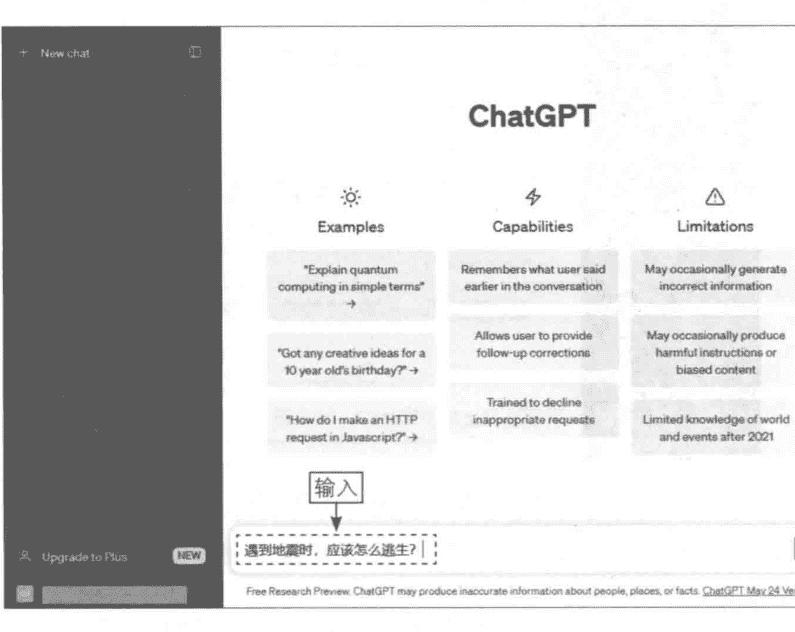 New chat
ChatGPT
Examples
"Explain quantum
computing in simple terms"
→
"Got any creative ideas for a
10 year old's birthday?" →
"How do I make an HTTP
request in Javascript?" →
Capabilities
Remembers what user said
earlier in the conversation
Allows user to provide
follow-up corrections
Trained to decline
inappropriate requests
Limitations
May occasionally generate
incorrect information
May occasionally produce
harmful instructions or
biased content
Limited knowledge of world
and events after 2021
输入
遇到地震时，应该怎么逃生？
Upgrade to Plus NEW
Free Research Preview. ChatGPT may produce inaccurate information about people, places, or facts. ChatGPT May 24 Ve